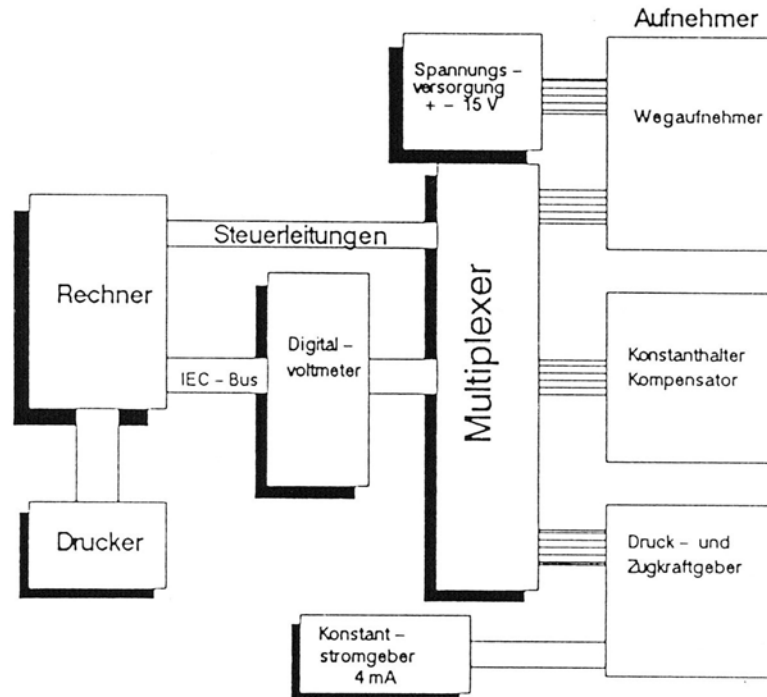 Aufnehmer
Spannungs-
versorgung
+ - 15 V
Wegaufnehmer
Steuerleitungen
Rechner
Multiplexer
Digital-
voltmeter
IEC - Bus
Konstanthalter
Kompensator
Drucker
Druck- und
Zugkraftgeber
Konstant-
stromgeber
4 mA